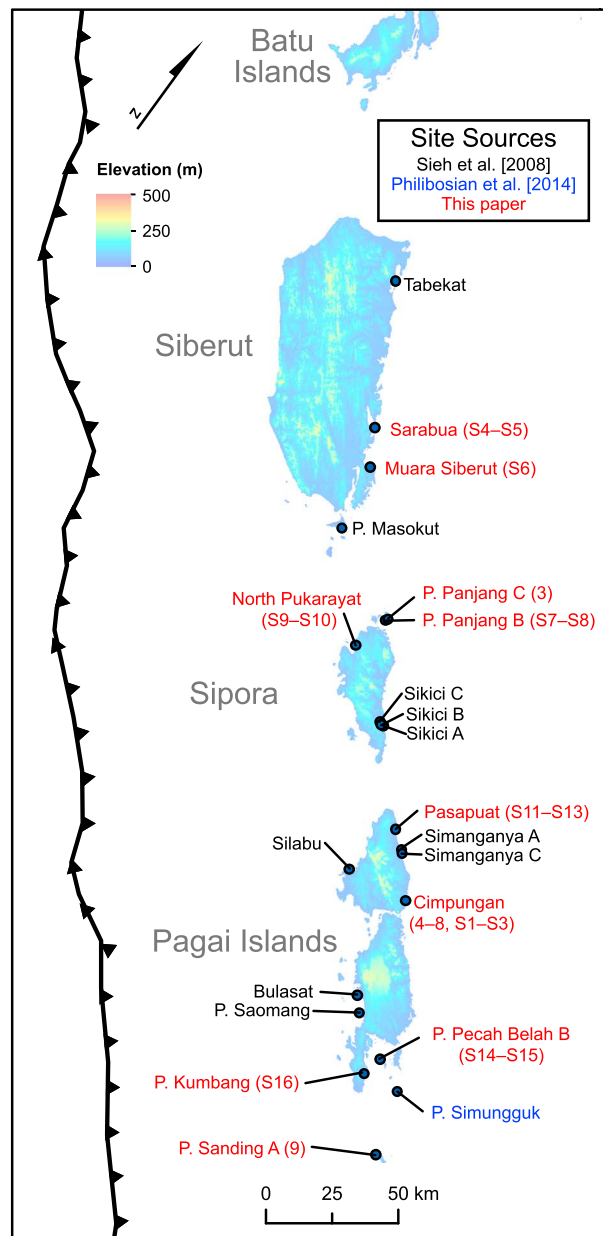 Batu
Islands
N
Elevation (m)
500
250
0
Site Sources
Sieh et al. [2008]
Philibosian et al. [2014]
This paper
Tabekat
Siberut
Sarabua (S4–S5)
Muara Siberut (S6)
P. Masokut
P. Panjang C (3)
North Pukarayat
(S9–S10)
P. Panjang B (S7–S8)
Sipora
Sikici C
Sikici B
Sikici A
Pasapuat (S11–S13)
Simanganya A
Simanganya C
Silabu
Cimpungan
(4–8, S1–S3)
Pagai Islands
Bulasat
P. Saomang
P. Pecah Belah B
(S14–S15)
P. Kumbang (S16)
P. Simungguk
P. Sanding A (9)
0 25 50 km